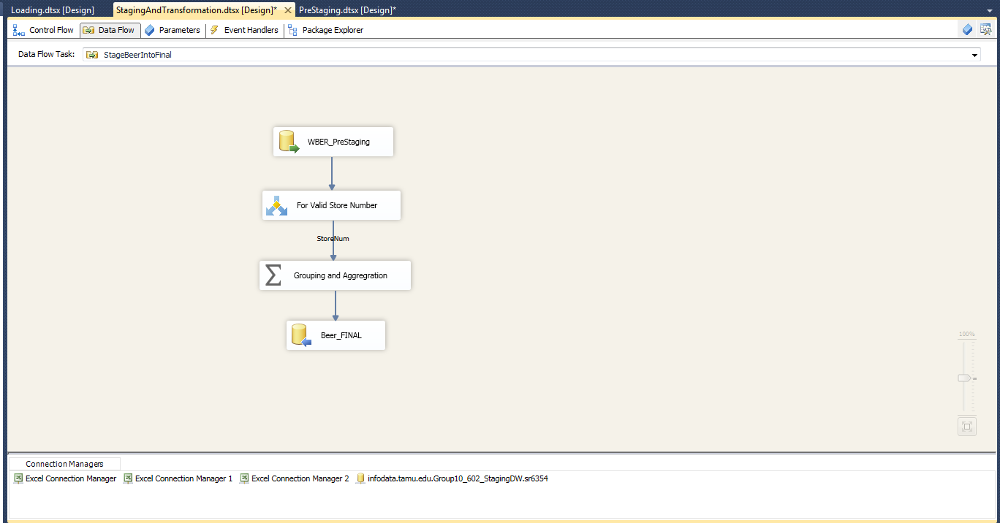 Loading.dtsx [Design] StagingAndTransformation.dtsx [Design]* PreStaging.dtsx [Design]*
Control Flow Data Flow Parameters Event Handlers Package Explorer
Data Flow Task: StageBeerIntoFinal
WBER_PreStaging
For Valid Store Number
StoreNum
Grouping and Aggregration
Beer_FINAL
100%
Connection Managers
Excel Connection Manager Excel Connection Manager 1 Excel Connection Manager 2 infodata.tamu.edu.Group10_602_StagingDW.sr6354